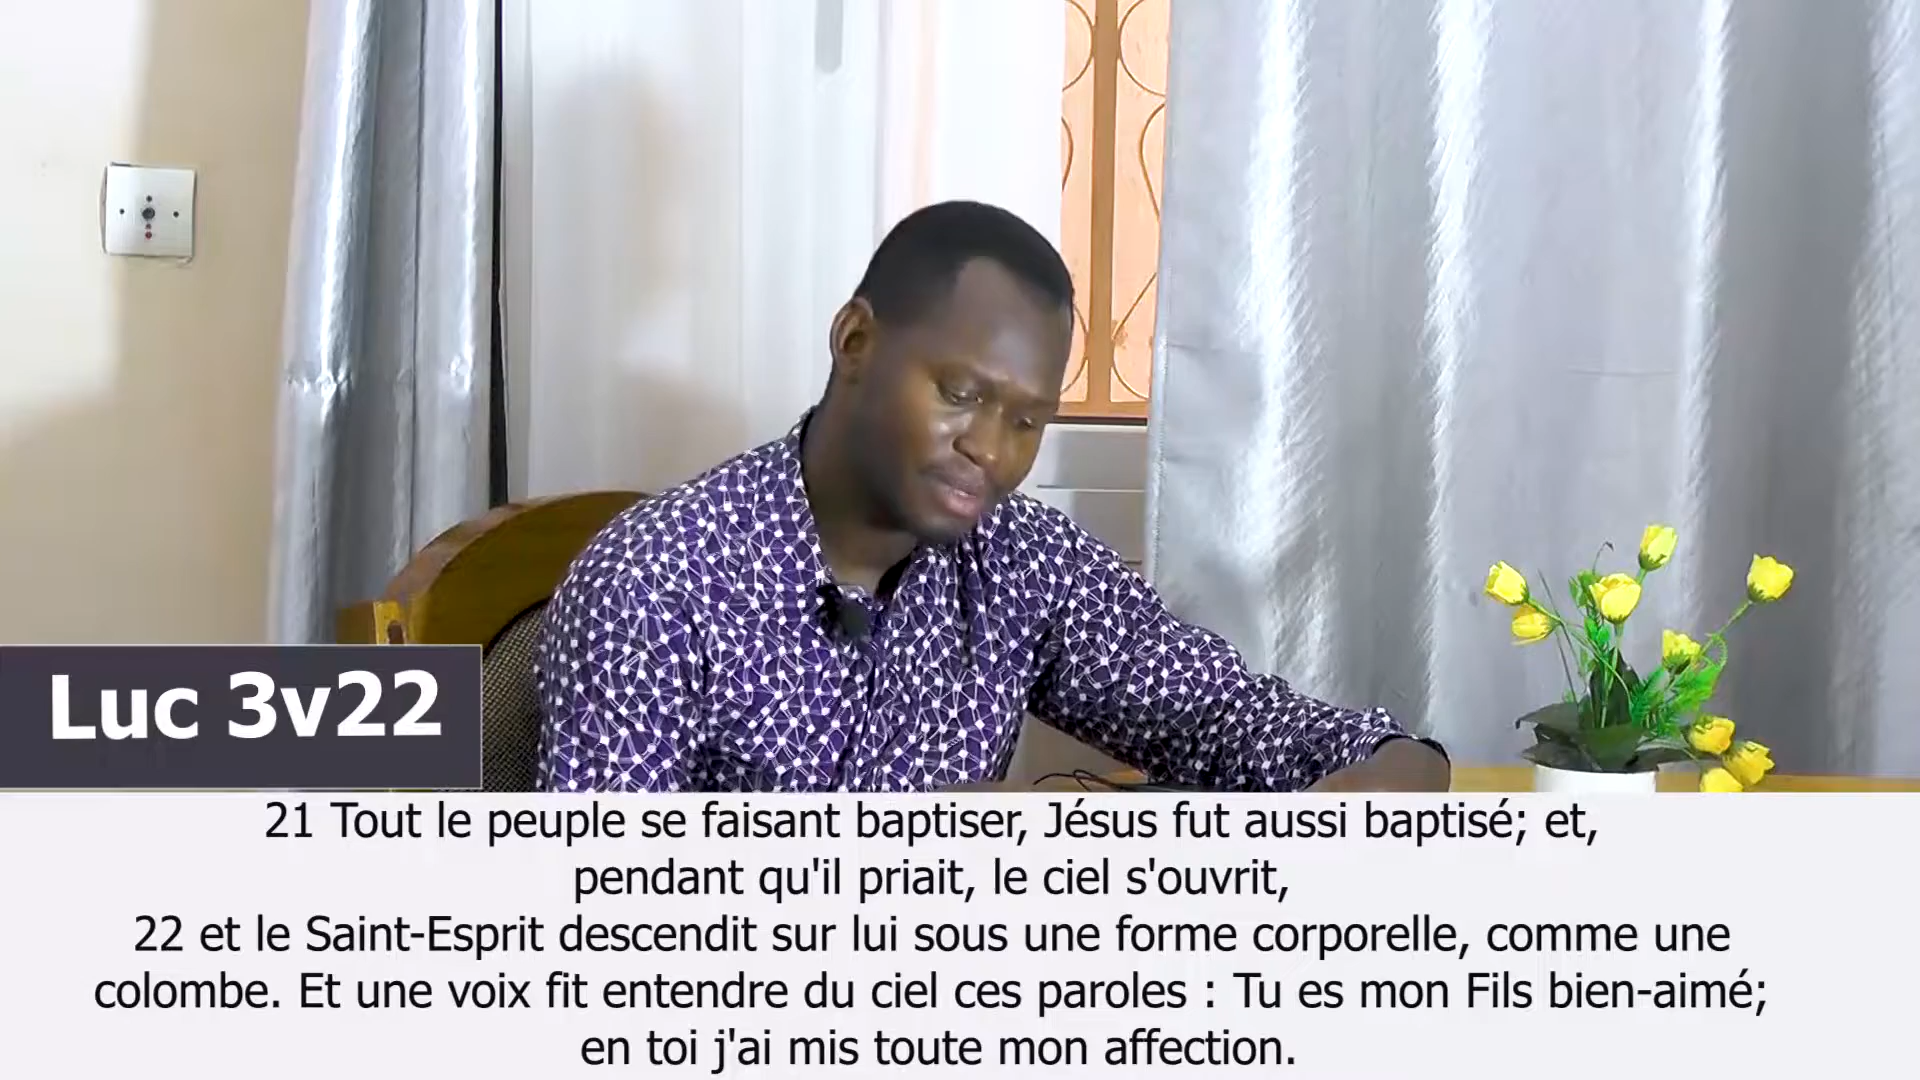 Luc 3v22
21 Tout le peuple se faisant baptiser, Jésus fut aussi baptisé; et,
pendant qu'il priait, le ciel s'ouvrit,
22 et le Saint-Esprit descendit sur lui sous une forme corporelle, comme une
colombe. Et une voix fit entendre du ciel ces paroles : Tu es mon Fils bien-aimé;
en toi j'ai mis toute mon affection.